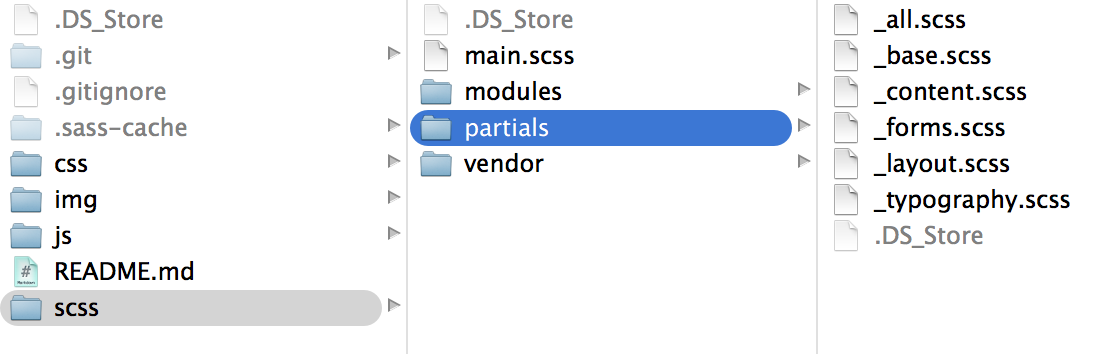 .DS_Store
.git
.gitignore
.sass-cache
css
img
js
#
Markdown
README.md
scss
.DS_Store
main.scss
modules
partials
vendor
_all.scss
_base.scss
_content.scss
_forms.scss
_layout.scss
_typography.scss
.DS_Store